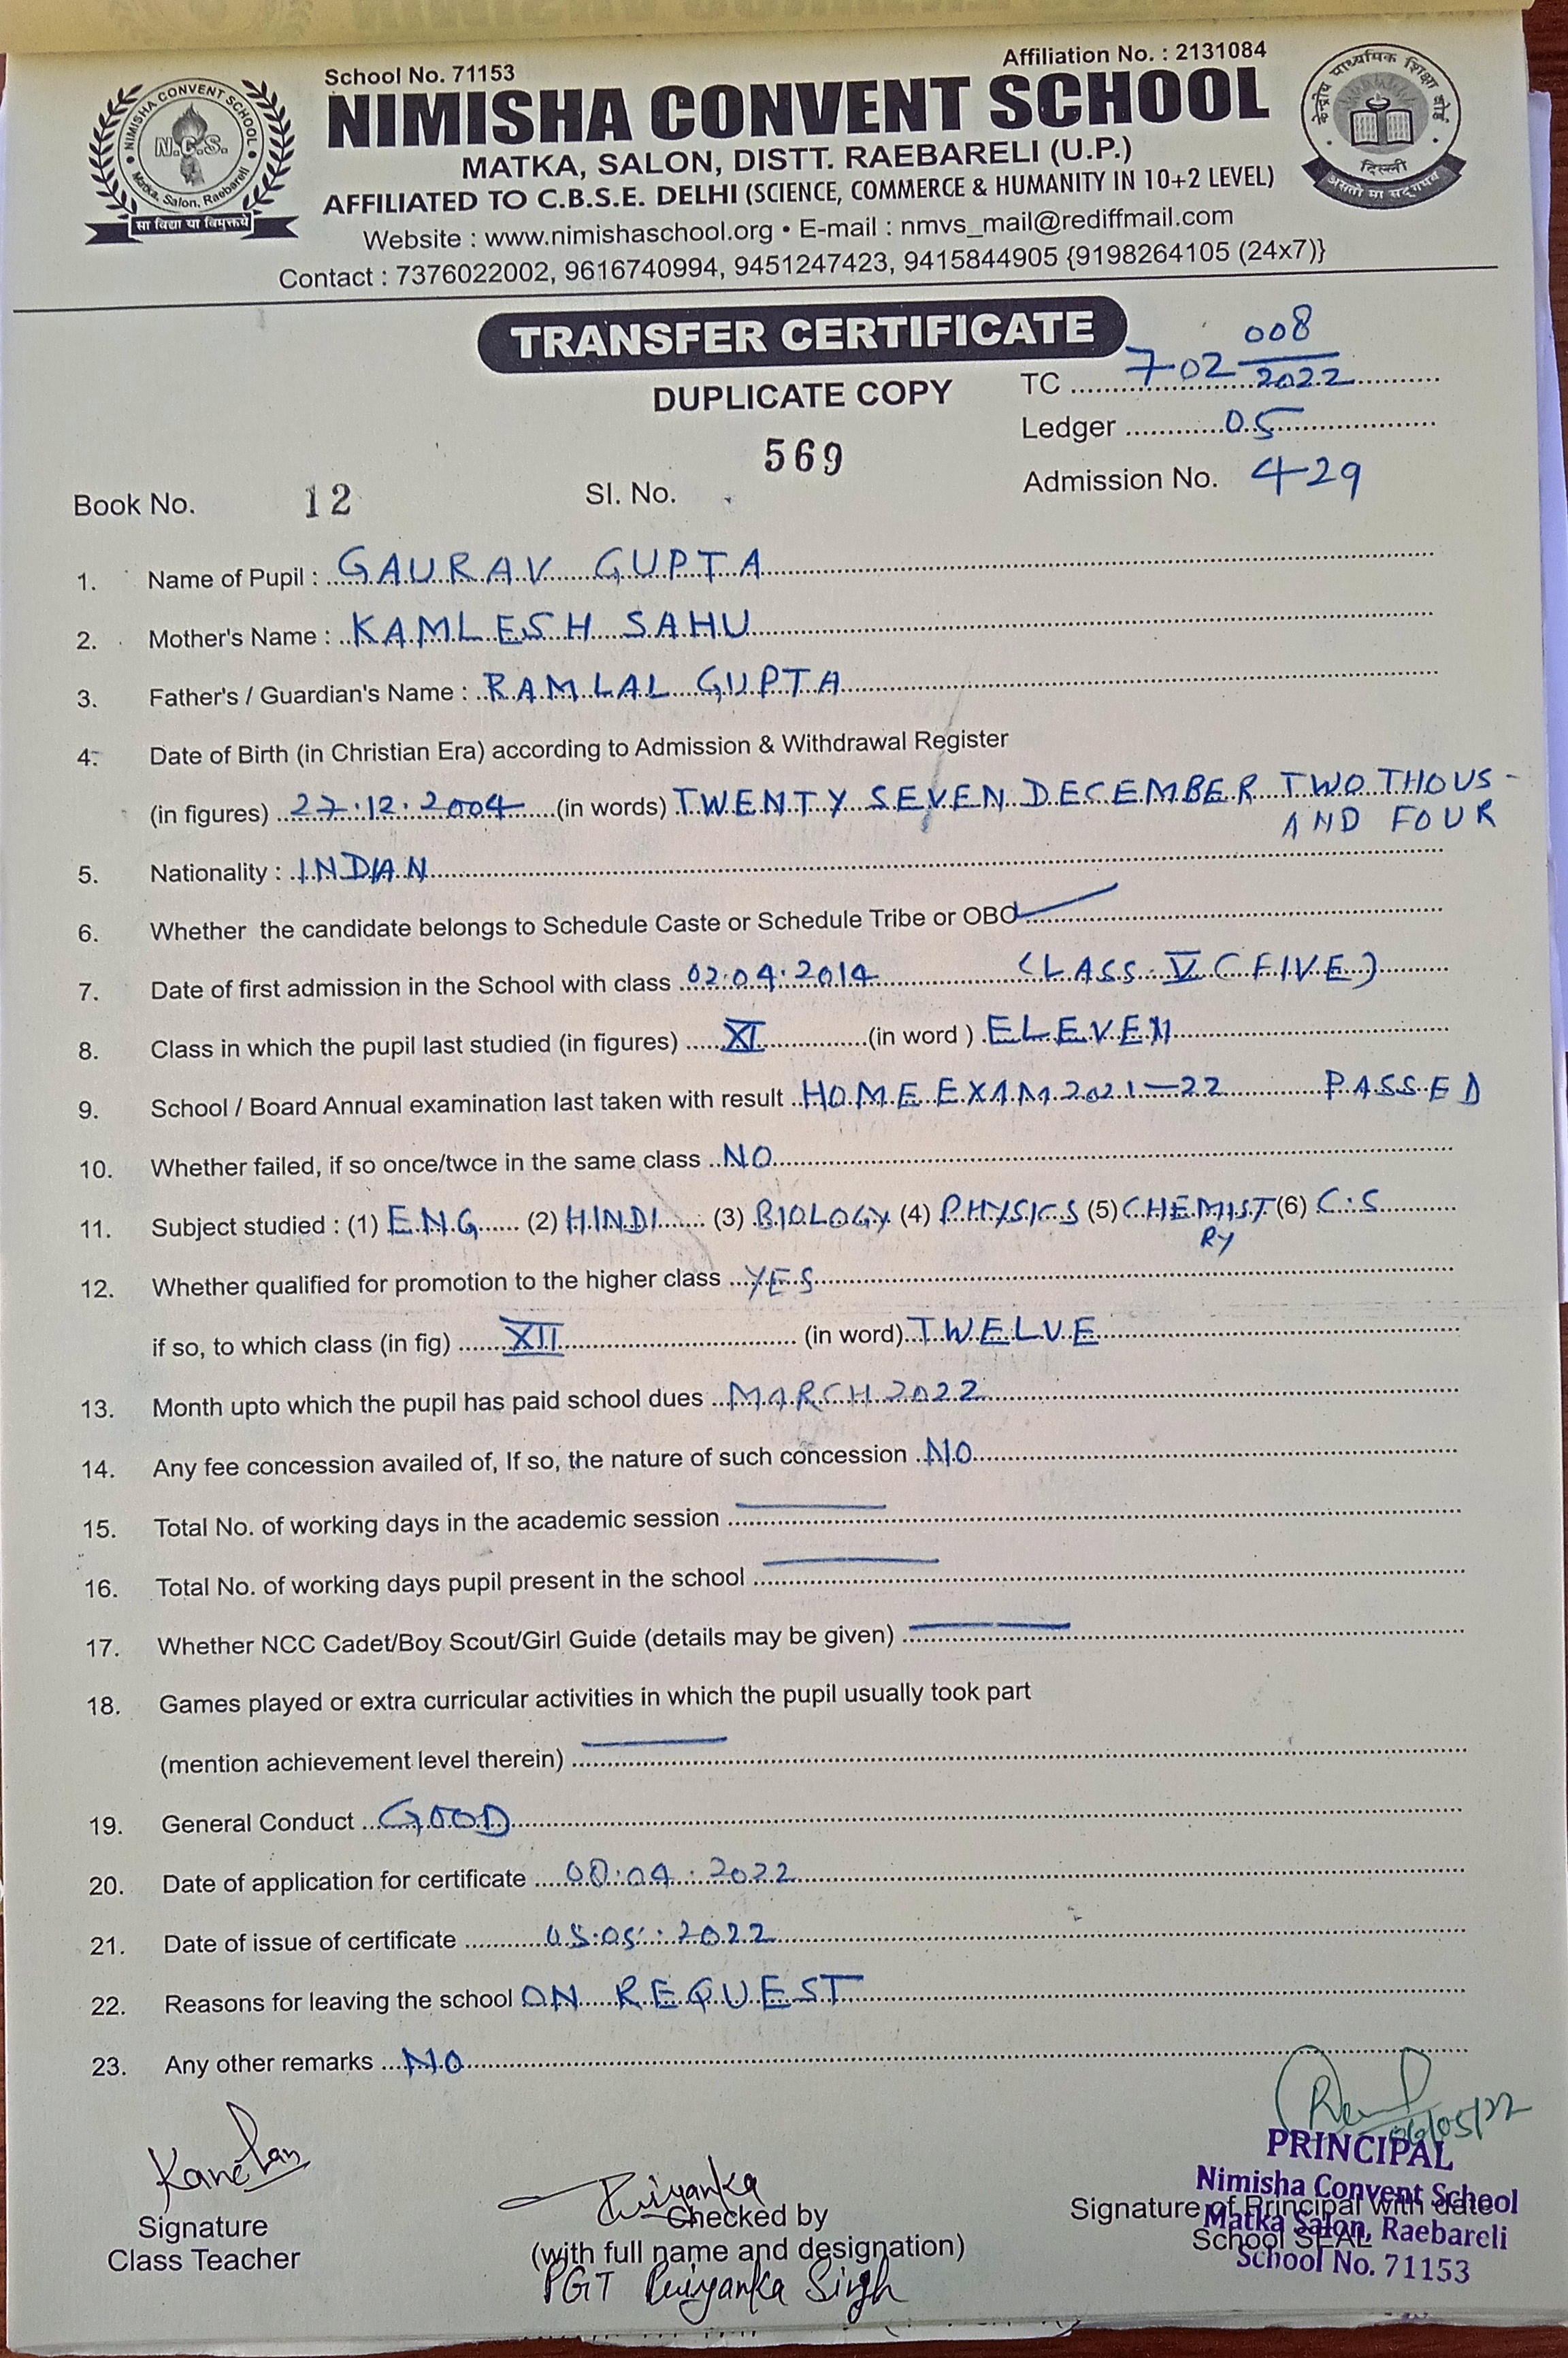 School No. 71153
Affiliation No. : 2131084
NIMISHA CONVENT SCHOOL
MATKA, SALON, DISTT. RAEBARELI (U.P.)
AFFILIATED TO C.B.S.E. DELHI (SCIENCE, COMMERCE & HUMANITY IN 10+2 LEVEL)
Website : www.nimishaschool.org • E-mail : nmvs_mail@rediffmail.com
Contact : 7376022002, 9616740994, 9451247423, 9415844905 {9198264105 (24x7)}
NIMISHA CONVENT SCHOOL
N.C.S.
Matka, Salon, Raebareli
सा विद्या या विमुक्तये
केन्द्रीय माध्यमिक शिक्षा बोर्ड
दिल्ली
असतो मा सद्गमय
TRANSFER CERTIFICATE
DUPLICATE COPY
TC 702 008/2022
Ledger 05
Admission No. 429
Book No. 12 Sl. No. 569
1. Name of Pupil : GAURAV GUPTA
2. Mother's Name : KAMLESH SAHU
3. Father's / Guardian's Name : RAMLAL GUPTA
4. Date of Birth (in Christian Era) according to Admission & Withdrawal Register
(in figures) 27.12.2004 (in words) TWENTY SEVEN DECEMBER TWO THOUS-
AND FOUR
5. Nationality : INDIAN
6. Whether the candidate belongs to Schedule Caste or Schedule Tribe or OBC
7. Date of first admission in the School with class 02.04.2014 CLASS-V (FIVE)
8. Class in which the pupil last studied (in figures) XI (in word ) ELEVEN
9. School / Board Annual examination last taken with result HOME EXAM 2021-22 PASSED
10. Whether failed, if so once/twce in the same class NO
11. Subject studied : (1) ENG (2) HINDI (3) BIOLOGY (4) PHYSICS (5) CHEMIST (6) C.S
RY
12. Whether qualified for promotion to the higher class YES
if so, to which class (in fig) XII (in word) TWELVE
13. Month upto which the pupil has paid school dues MARCH 2022
14. Any fee concession availed of, If so, the nature of such concession NO
15. Total No. of working days in the academic session
16. Total No. of working days pupil present in the school
17. Whether NCC Cadet/Boy Scout/Girl Guide (details may be given)
18. Games played or extra curricular activities in which the pupil usually took part
(mention achievement level therein)
19. General Conduct GOOD
20. Date of application for certificate .04.2022
21. Date of issue of certificate 05.05.2022
22. Reasons for leaving the school ON REQUEST
23. Any other remarks NO
06/05/22
PRINCIPAL
Nimisha Convent School
Matka Salon, Raebareli
School No. 71153
Signature of Principal with date
School SEAL
Signature
Class Teacher
Priyanka
Checked by
(with full name and designation)
PGT Priyanka Singh